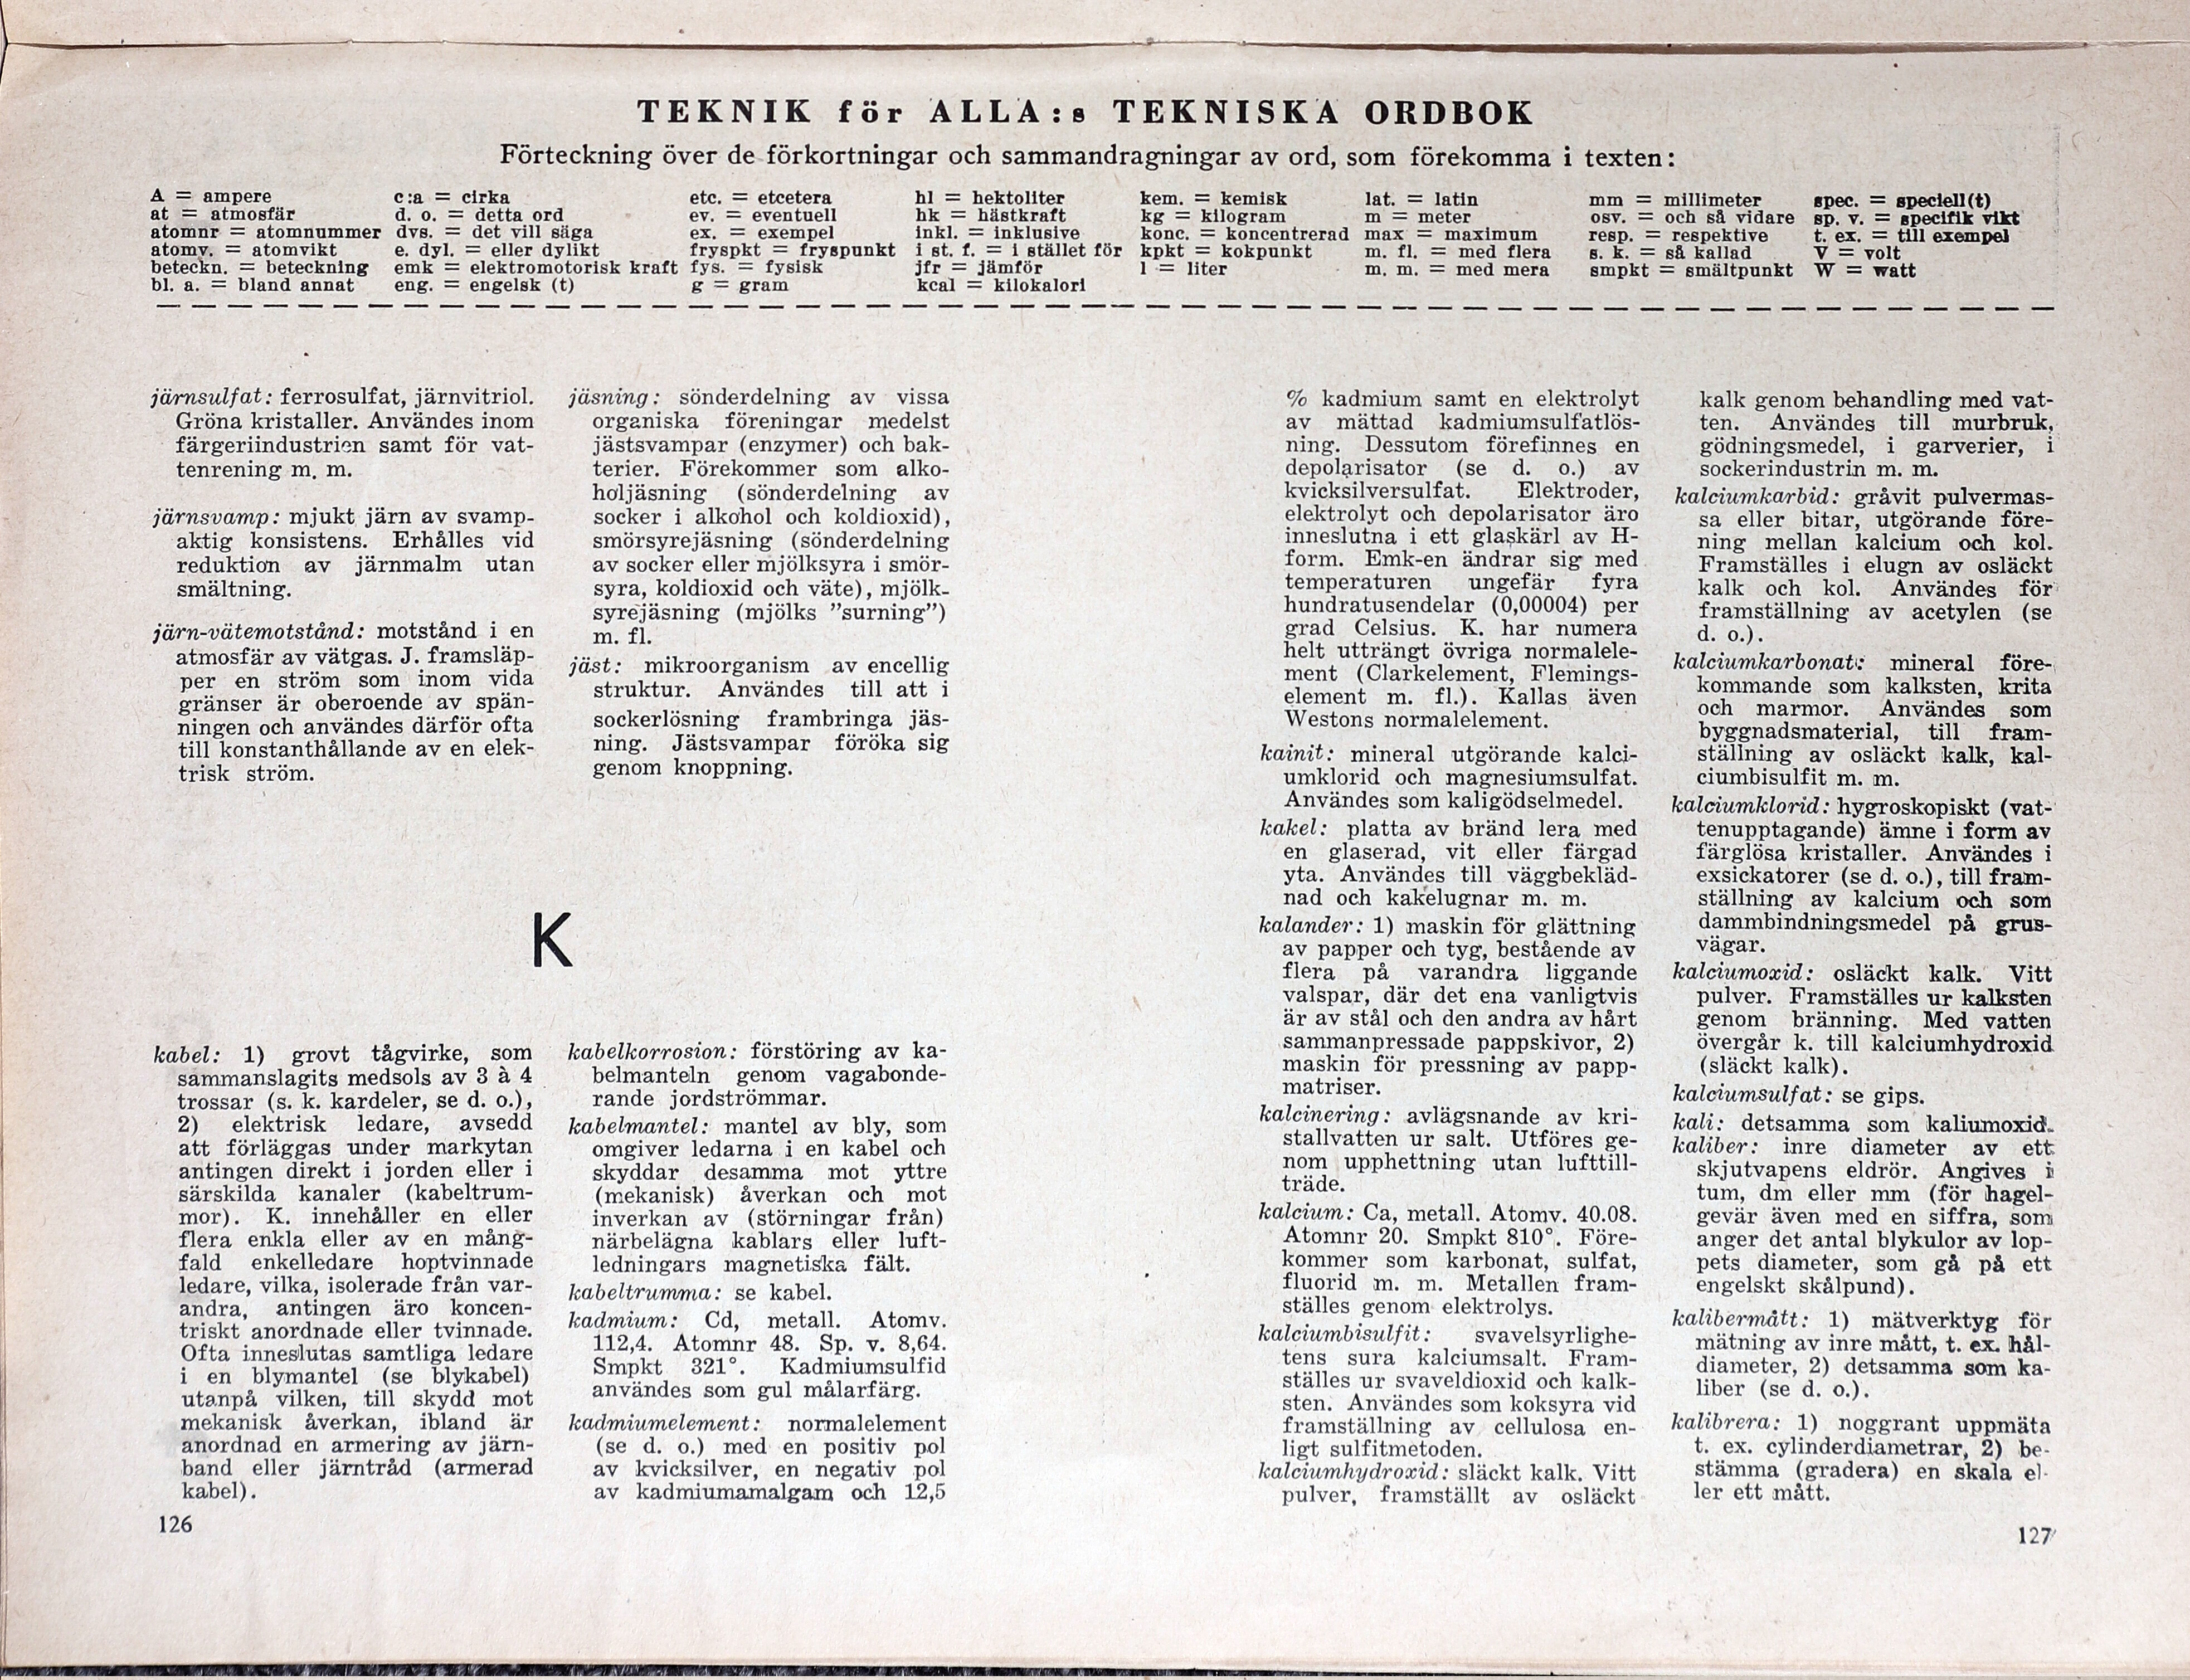 TEKNIK för ALLA:s TEKNISKA ORDBOK
Förteckning över de förkortningar och sammandragningar av ord, som förekomma i texten:
A = ampere
at = atmosfär
atomnr = atomnummer
atomv. = atomvikt
beteckn. = beteckning
bl. a. = bland annat
c:a = cirka
d. o. = detta ord
dvs. = det vill säga
e. dyl. = eller dylikt
emk = elektromotorisk kraft
eng. = engelsk (t)
etc. = etcetera
ev. = eventuell
ex. = exempel
fryspkt = fryspunkt
fys. = fysisk
g = gram
hl = hektoliter
hk = hästkraft
inkl. = inklusive
i st. f. = i stället för
jfr = jämför
kcal = kilokalori
kem. = kemisk
kg = kilogram
konc. = koncentrerad
kpkt = kokpunkt
l = liter
lat. = latin
m = meter
max = maximum
m. fl. = med flera
m. m. = med mera
mm = millimeter
osv. = och så vidare
resp. = respektive
s. k. = så kallad
smpkt = smältpunkt
spec. = speciell(t)
sp. v. = specifik vikt
t. ex. = till exempel
V = volt
W = watt
järnsulfat: ferrosulfat, järnvitriol.
Gröna kristaller. Användes inom
färgeriindustrien samt för vat-
tenrening m. m.
järnsvamp: mjukt järn av svamp-
aktig konsistens. Erhålles vid
reduktion av järnmalm utan
smältning.
järn-vätemotstånd: motstånd i en
atmosfär av vätgas. J. framsläp-
per en ström som inom vida
gränser är oberoende av spän-
ningen och användes därför ofta
till konstanthållande av en elek-
trisk ström.
jäsning: sönderdelning av vissa
organiska föreningar medelst
jästsvampar (enzymer) och bak-
terier. Förekommer som alko-
holjäsning (sönderdelning av
socker i alkohol och koldioxid),
smörsyrejäsning (sönderdelning
av socker eller mjölksyra i smör-
syra, koldioxid och väte), mjölk-
syrejäsning (mjölks ”surning”)
m. fl.
jäst: mikroorganism av encellig
struktur. Användes till att i
sockerlösning frambringa jäs-
ning. Jästsvampar föröka sig
genom knoppning.
K
kabel: 1) grovt tågvirke, som
sammanslagits medsols av 3 à 4
trossar (s. k. kardeler, se d. o.),
2) elektrisk ledare, avsedd
att förläggas under markytan
antingen direkt i jorden eller i
särskilda kanaler (kabeltrum-
mor). K. innehåller en eller
flera enkla eller av en mång-
fald enkelledare hoptvinnade
ledare, vilka, isolerade från var-
andra, antingen äro koncen-
triskt anordnade eller tvinnade.
Ofta inneslutas samtliga ledare
i en blymantel (se blykabel)
utanpå vilken, till skydd mot
mekanisk åverkan, ibland är
anordnad en armering av järn-
band eller järntråd (armerad
kabel).
126
kabelkorrosion: förstöring av ka-
belmanteln genom vagabonde-
rande jordströmmar.
kabelmantel: mantel av bly, som
omgiver ledarna i en kabel och
skyddar desamma mot yttre
(mekanisk) åverkan och mot
inverkan av (störningar från)
närbelägna kablars eller luft-
ledningars magnetiska fält.
kabeltrumma: se kabel.
kadmium: Cd, metall. Atomv.
112,4. Atomnr 48. Sp. v. 8,64.
Smpkt 321°. Kadmiumsulfid
användes som gul målarfärg.
kadmiumelement: normalelement
(se d. o.) med en positiv pol
av kvicksilver, en negativ pol
av kadmiumamalgam och 12,5
% kadmium samt en elektrolyt
av mättad kadmiumsulfatlös-
ning. Dessutom förefinnes en
depolarisator (se d. o.) av
kvicksilversulfat. Elektroder,
elektrolyt och depolarisator äro
inneslutna i ett glaskärl av H-
form. Emk-en ändrar sig med
temperaturen ungefär fyra
hundratusendelar (0,00004) per
grad Celsius. K. har numera
helt utträngt övriga normalele-
ment (Clarkelement, Flemings-
element m. fl.). Kallas även
Westons normalelement.
kainit: mineral utgörande kalci-
umklorid och magnesiumsulfat.
Användes som kaligödselmedel.
kakel: platta av bränd lera med
en glaserad, vit eller färgad
yta. Användes till väggbekläd-
nad och kakelugnar m. m.
kalander: 1) maskin för glättning
av papper och tyg, bestående av
flera på varandra liggande
valspar, där det ena vanligtvis
är av stål och den andra av hårt
sammanpressade pappskivor, 2)
maskin för pressning av papp-
matriser.
kalcinering: avlägsnande av kri-
stallvatten ur salt. Utföres ge-
nom upphettning utan lufttill-
träde.
kalcium: Ca, metall. Atomv. 40.08.
Atomnr 20. Smpkt 810°. Före-
kommer som karbonat, sulfat,
fluorid m. m. Metallen fram-
ställes genom elektrolys.
kalciumbisulfit: svavelsyrlighe-
tens sura kalciumsalt. Fram-
ställes ur svaveldioxid och kalk-
sten. Användes som koksyra vid
framställning av cellulosa en-
ligt sulfitmetoden.
kalciumhydroxid: släckt kalk. Vitt
pulver, framställt av osläckt
kalk genom behandling med vat-
ten. Användes till murbruk,
gödningsmedel, i garverier, i
sockerindustrin m. m.
kalciumkarbid: gråvit pulvermas-
sa eller bitar, utgörande före-
ning mellan kalcium och kol.
Framställes i elugn av osläckt
kalk och kol. Användes för
framställning av acetylen (se
d. o.).
kalciumkarbonat: mineral före-
kommande som kalksten, krita
och marmor. Användes som
byggnadsmaterial, till fram-
ställning av osläckt kalk, kal-
ciumbisulfit m. m.
kalciumklorid: hygroskopiskt (vat-
tenupptagande) ämne i form av
färglösa kristaller. Användes i
exsickatorer (se d. o.), till fram-
ställning av kalcium och som
dammbindningsmedel på grus-
vägar.
kalciumoxid: osläckt kalk. Vitt
pulver. Framställes ur kalksten
genom bränning. Med vatten
övergår k. till kalciumhydroxid
(släckt kalk).
kalciumsulfat: se gips.
kali: detsamma som kaliumoxid.
kaliber: inre diameter av ett
skjutvapens eldrör. Angives i
tum, dm eller mm (för hagel-
gevär även med en siffra, som
anger det antal blykulor av lop-
pets diameter, som gå på ett
engelskt skålpund).
kalibermått: 1) mätverktyg för
mätning av inre mått, t. ex. hål-
diameter, 2) detsamma som ka-
liber (se d. o.).
kalibrera: 1) noggrant uppmäta
t. ex. cylinderdiametrar, 2) be-
stämma (gradera) en skala el-
ler ett mått.
127